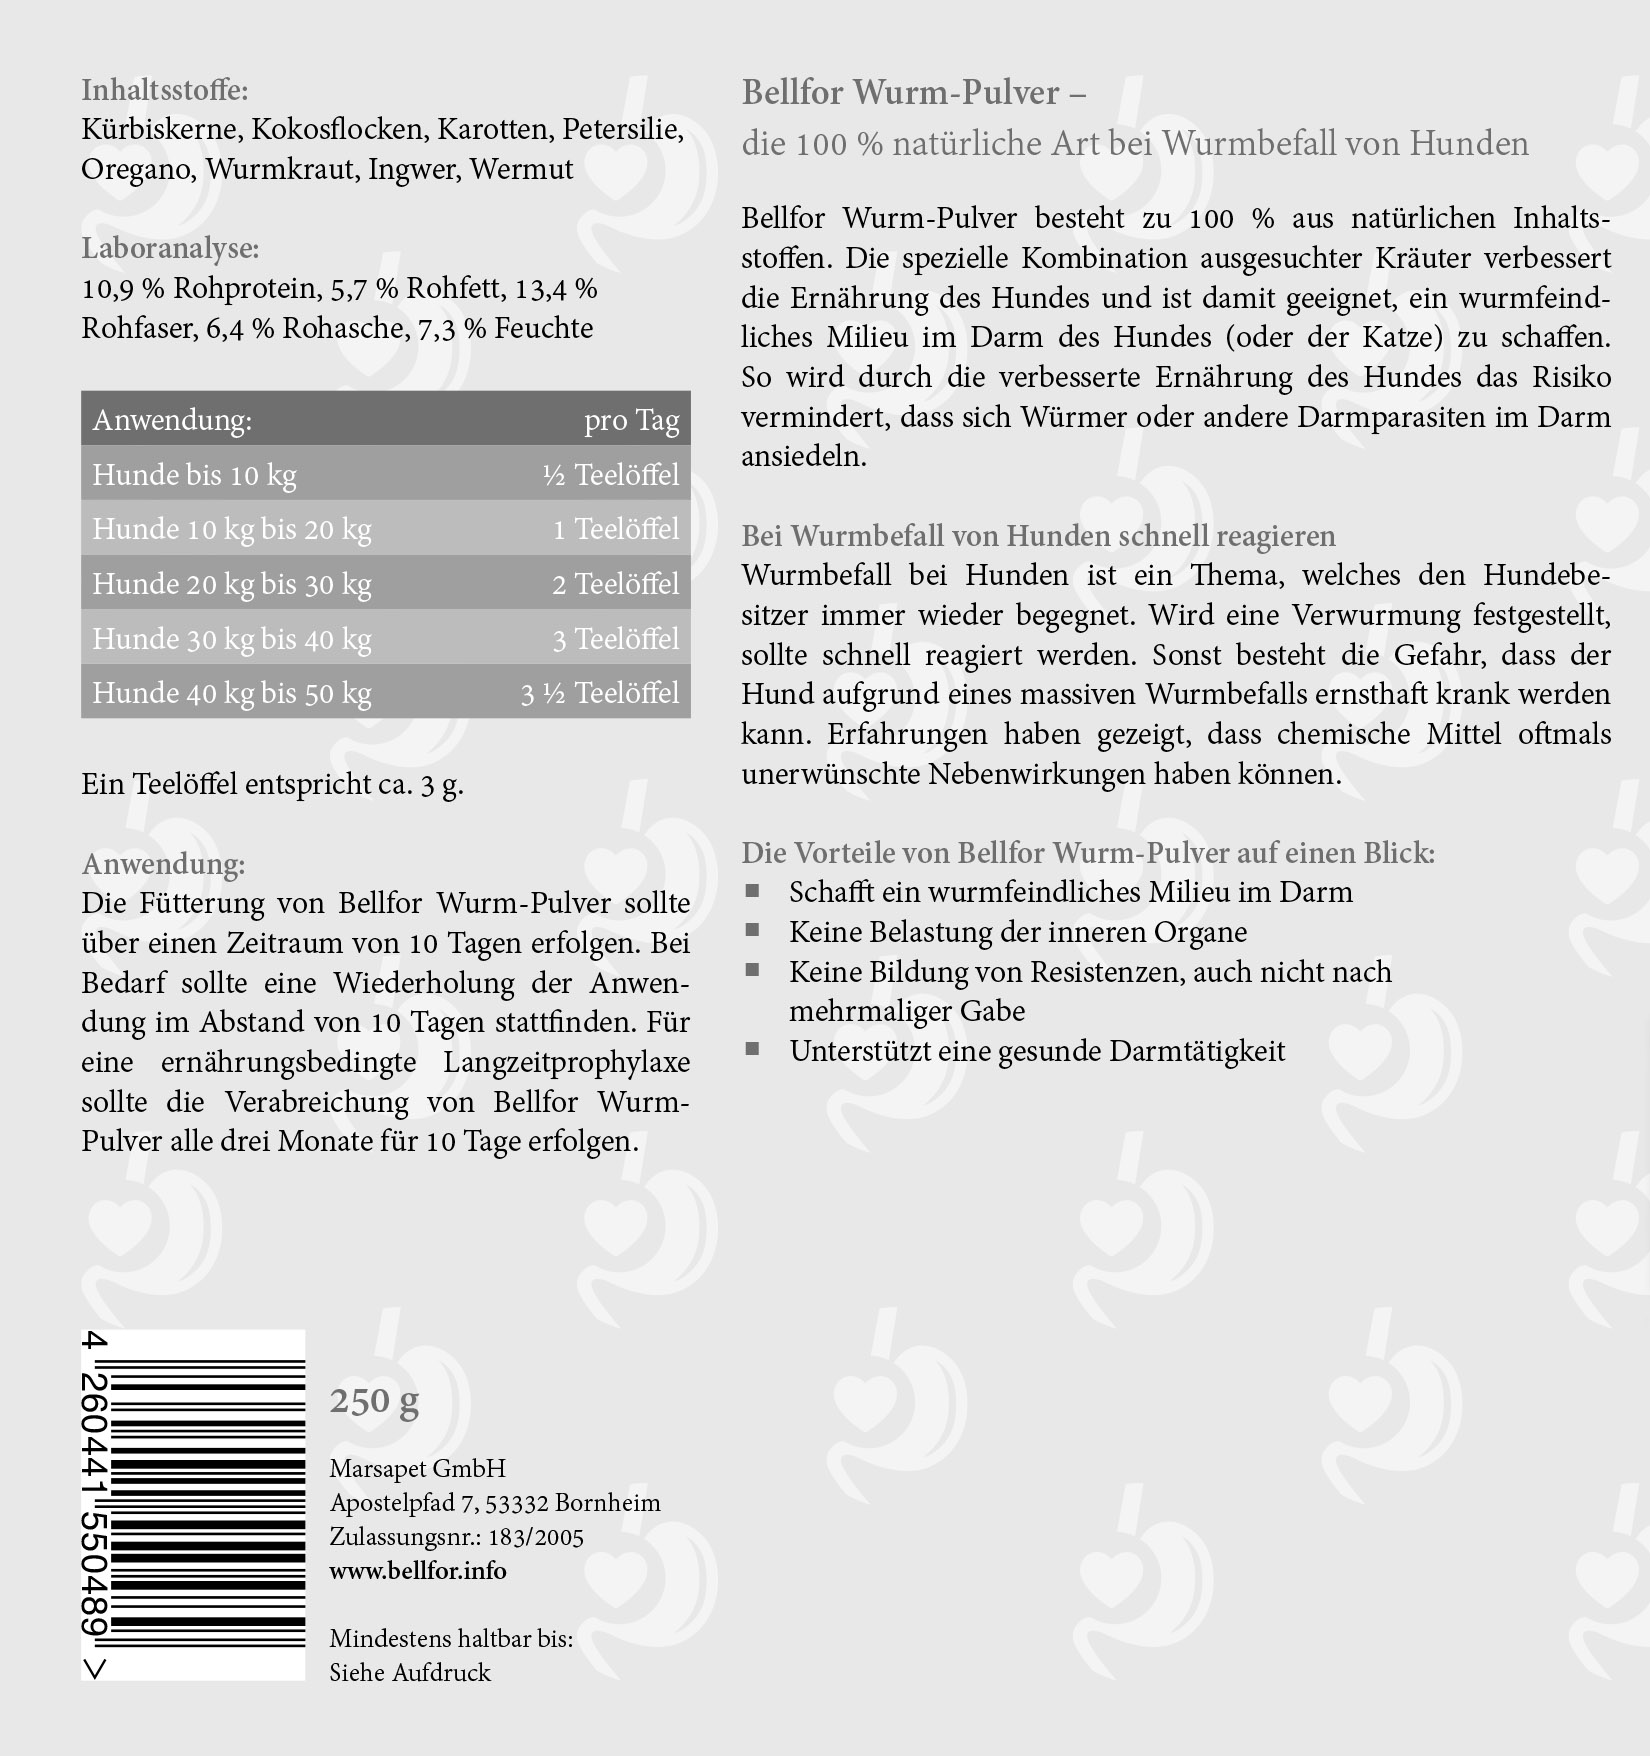 Inhaltsstoffe:
Kürbiskerne, Kokosflocken, Karotten, Petersilie,
Oregano, Wurmkraut, Ingwer, Wermut
Laboranalyse:
10,9 % Rohprotein, 5,7 % Rohfett, 13,4 %
Rohfaser, 6,4 % Rohasche, 7,3 % Feuchte
Anwendung: pro Tag
Hunde bis 10 kg ½ Teelöffel
Hunde 10 kg bis 20 kg 1 Teelöffel
Hunde 20 kg bis 30 kg 2 Teelöffel
Hunde 30 kg bis 40 kg 3 Teelöffel
Hunde 40 kg bis 50 kg 3 ½ Teelöffel
Ein Teelöffel entspricht ca. 3 g.
Anwendung:
Die Fütterung von Bellfor Wurm-Pulver sollte
über einen Zeitraum von 10 Tagen erfolgen. Bei
Bedarf sollte eine Wiederholung der Anwen-
dung im Abstand von 10 Tagen stattfinden. Für
eine ernährungsbedingte Langzeitprophylaxe
sollte die Verabreichung von Bellfor Wurm-
Pulver alle drei Monate für 10 Tage erfolgen.
4 260441 550489 >
250 g
Marsapet GmbH
Apostelpfad 7, 53332 Bornheim
Zulassungsnr.: 183/2005
www.bellfor.info
Mindestens haltbar bis:
Siehe Aufdruck
Bellfor Wurm-Pulver –
die 100 % natürliche Art bei Wurmbefall von Hunden
Bellfor Wurm-Pulver besteht zu 100 % aus natürlichen Inhalts-
stoffen. Die spezielle Kombination ausgesuchter Kräuter verbessert
die Ernährung des Hundes und ist damit geeignet, ein wurmfeind-
liches Milieu im Darm des Hundes (oder der Katze) zu schaffen.
So wird durch die verbesserte Ernährung des Hundes das Risiko
vermindert, dass sich Würmer oder andere Darmparasiten im Darm
ansiedeln.
Bei Wurmbefall von Hunden schnell reagieren
Wurmbefall bei Hunden ist ein Thema, welches den Hundebe-
sitzer immer wieder begegnet. Wird eine Verwurmung festgestellt,
sollte schnell reagiert werden. Sonst besteht die Gefahr, dass der
Hund aufgrund eines massiven Wurmbefalls ernsthaft krank werden
kann. Erfahrungen haben gezeigt, dass chemische Mittel oftmals
unerwünschte Nebenwirkungen haben können.
Die Vorteile von Bellfor Wurm-Pulver auf einen Blick:
■ Schafft ein wurmfeindliches Milieu im Darm
■ Keine Belastung der inneren Organe
■ Keine Bildung von Resistenzen, auch nicht nach
mehrmaliger Gabe
■ Unterstützt eine gesunde Darmtätigkeit